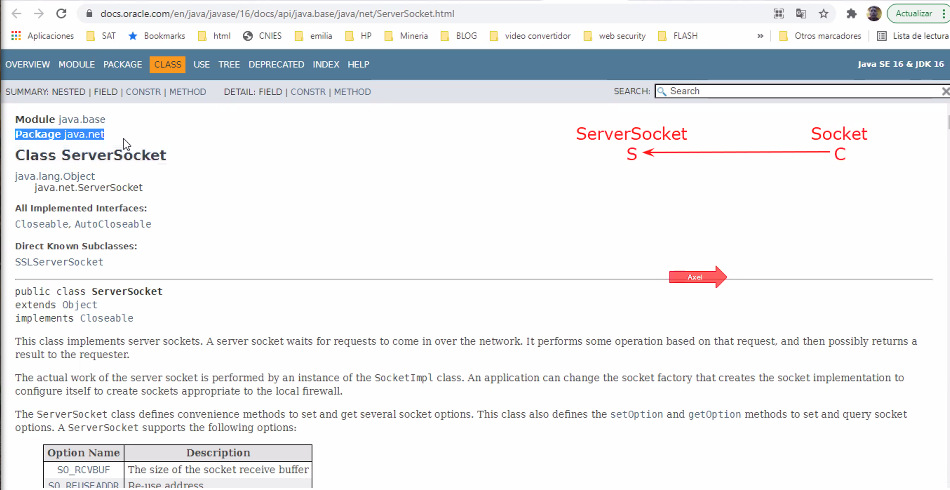 docs.oracle.com/en/java/javase/16/docs/api/java.base/java/net/ServerSocket.html
Actualizar
Aplicaciones SAT Bookmarks html CNIES emilia HP Mineria BLOG video convertidor web security FLASH » Otros marcadores Lista de lectura
OVERVIEW MODULE PACKAGE CLASS USE TREE DEPRECATED INDEX HELP Java SE 16 & JDK 16
SUMMARY: NESTED | FIELD | CONSTR | METHOD DETAIL: FIELD | CONSTR | METHOD SEARCH: Search
Module java.base
Package java.net
ServerSocket Socket
S C
Class ServerSocket
java.lang.Object
java.net.ServerSocket
All Implemented Interfaces:
Closeable, AutoCloseable
Direct Known Subclasses:
SSLServerSocket
Axel
public class ServerSocket
extends Object
implements Closeable
This class implements server sockets. A server socket waits for requests to come in over the network. It performs some operation based on that request, and then possibly returns a
result to the requester.
The actual work of the server socket is performed by an instance of the SocketImpl class. An application can change the socket factory that creates the socket implementation to
configure itself to create sockets appropriate to the local firewall.
The ServerSocket class defines convenience methods to set and get several socket options. This class also defines the setOption and getOption methods to set and query socket
options. A ServerSocket supports the following options:
Option Name Description
SO_RCVBUF The size of the socket receive buffer
SO_REUSEADDR Re-use address